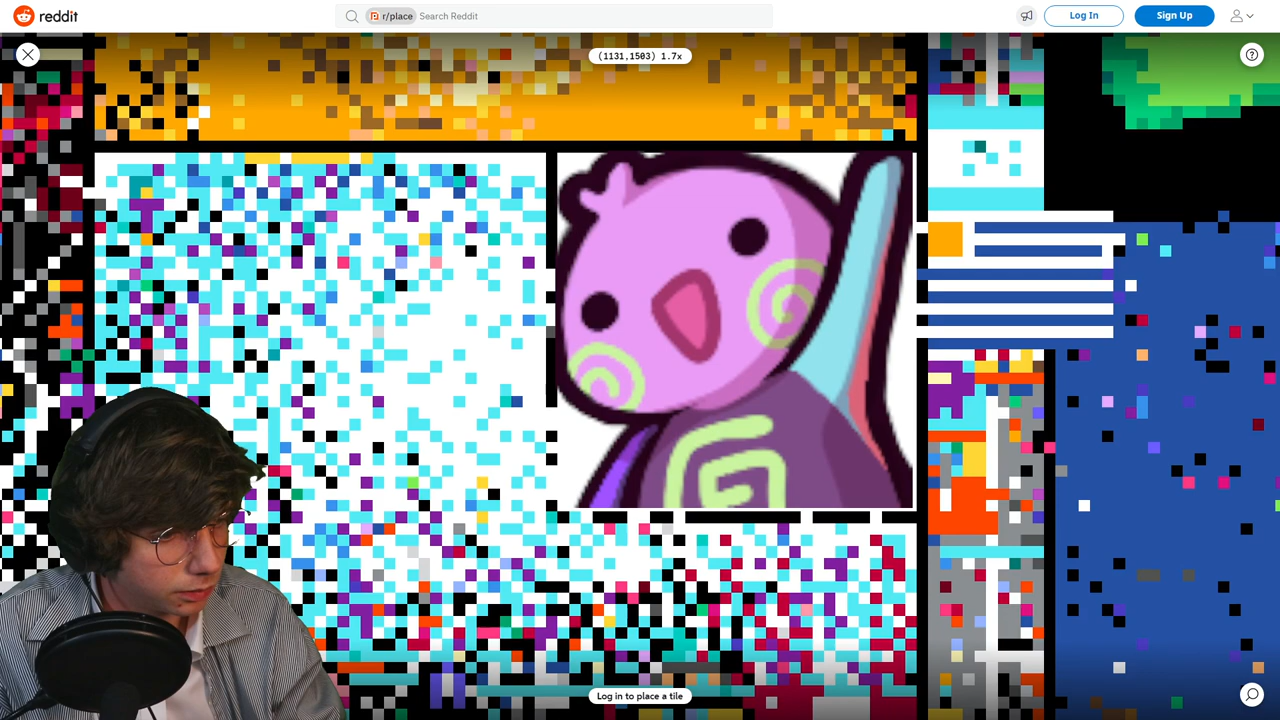 reddit
r/place
Search Reddit
Log In
Sign Up
(1131,1503) 1.7x
Log in to place a tile